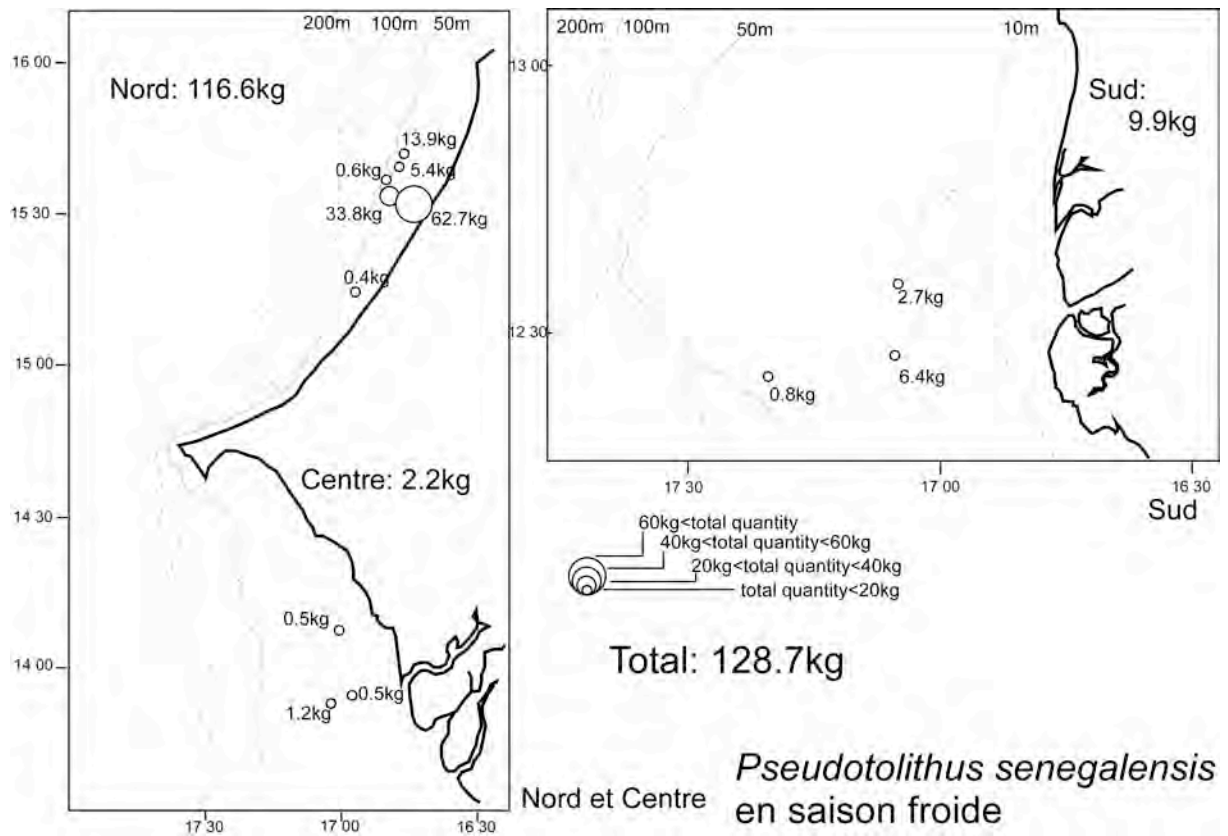 200m 100m 50m
16 00
Nord: 116.6kg
13.9kg
0.6kg 5.4kg
15 30
33.8kg 62.7kg
0.4kg
15 00
Centre: 2.2kg
14 30
0.5kg
14 00
0.5kg
1.2kg
17 30 17 00 16 30
Nord et Centre
200m 100m 50m 10m
13 00
Sud:
9.9kg
2.7kg
12 30
6.4kg
0.8kg
17 30 17 00 16 30
Sud
60kg<total quantity
40kg<total quantity<60kg
20kg<total quantity<40kg
total quantity<20kg
Total: 128.7kg
Pseudotolithus senegalensis
en saison froide